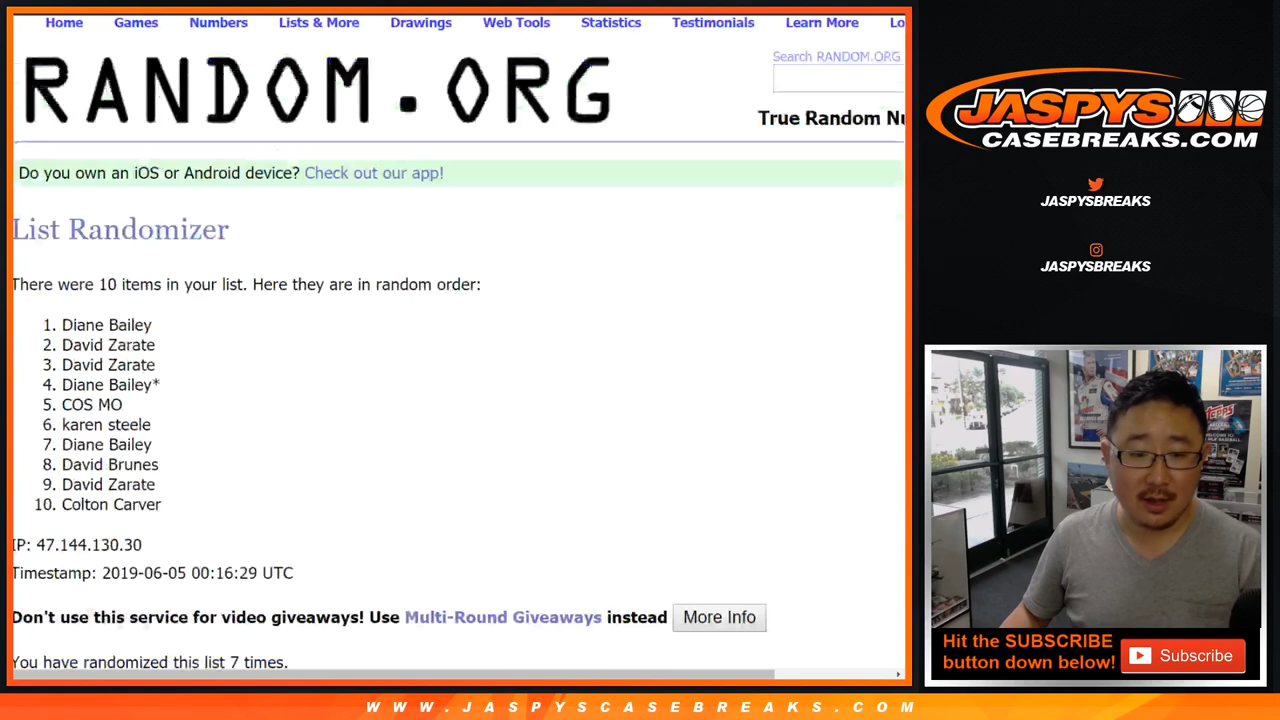 Home Games Numbers Lists & More Drawings Web Tools Statistics Testimonials Learn More Lo
RANDOM.ORG
Search RANDOM.ORG
True Random Nu
Do you own an iOS or Android device? Check out our app!
List Randomizer
There were 10 items in your list. Here they are in random order:
1. Diane Bailey
2. David Zarate
3. David Zarate
4. Diane Bailey*
5. COS MO
6. karen steele
7. Diane Bailey
8. David Brunes
9. David Zarate
10. Colton Carver
IP: 47.144.130.30
Timestamp: 2019-06-05 00:16:29 UTC
Don't use this service for video giveaways! Use Multi-Round Giveaways instead More Info
You have randomized this list 7 times.
JASPYS
CASEBREAKS.COM
JASPYSBREAKS
JASPYSBREAKS
Topps
Hit the SUBSCRIBE
button down below!
Subscribe
WWW.JASPYSCASEBREAKS.COM